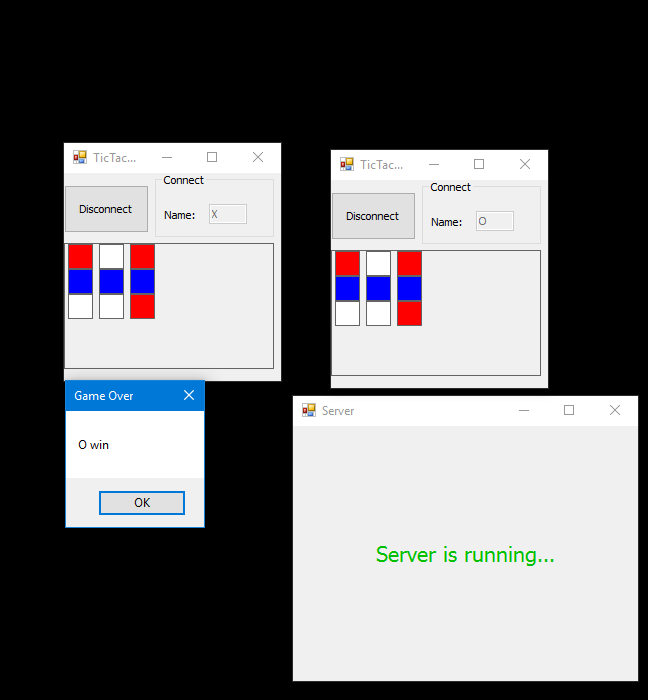 TicTac...
Connect
Disconnect
Name:
X
TicTac...
Connect
Disconnect
Name:
O
Game Over
O win
OK
Server
Server is running...